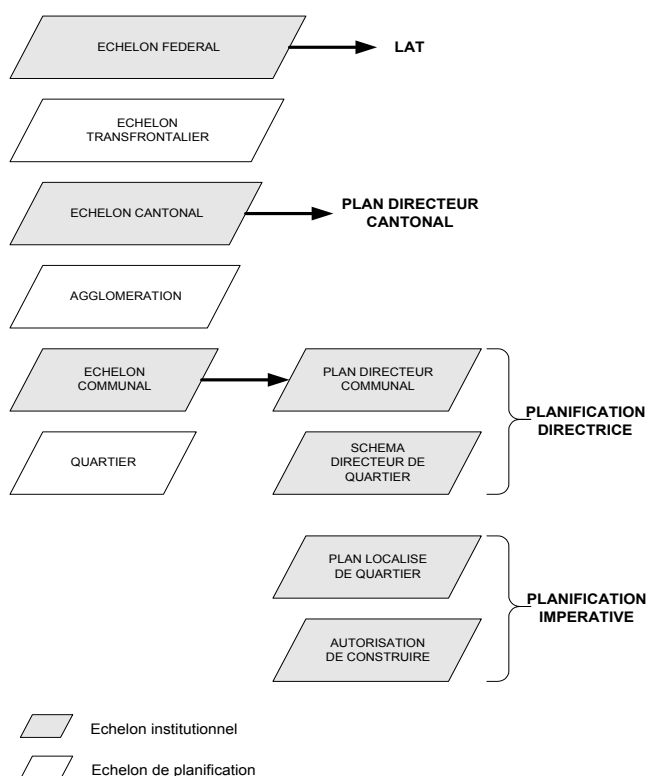 ECHELON FEDERAL
LAT
ECHELON
TRANSFRONTALIER
ECHELON CANTONAL
PLAN DIRECTEUR
CANTONAL
AGGLOMERATION
ECHELON
COMMUNAL
PLAN DIRECTEUR
COMMUNAL
QUARTIER
SCHEMA
DIRECTEUR DE
QUARTIER
PLANIFICATION
DIRECTRICE
PLAN LOCALISE
DE QUARTIER
AUTORISATION
DE CONSTRUIRE
PLANIFICATION
IMPERATIVE
Echelon institutionnel
Echelon de planification